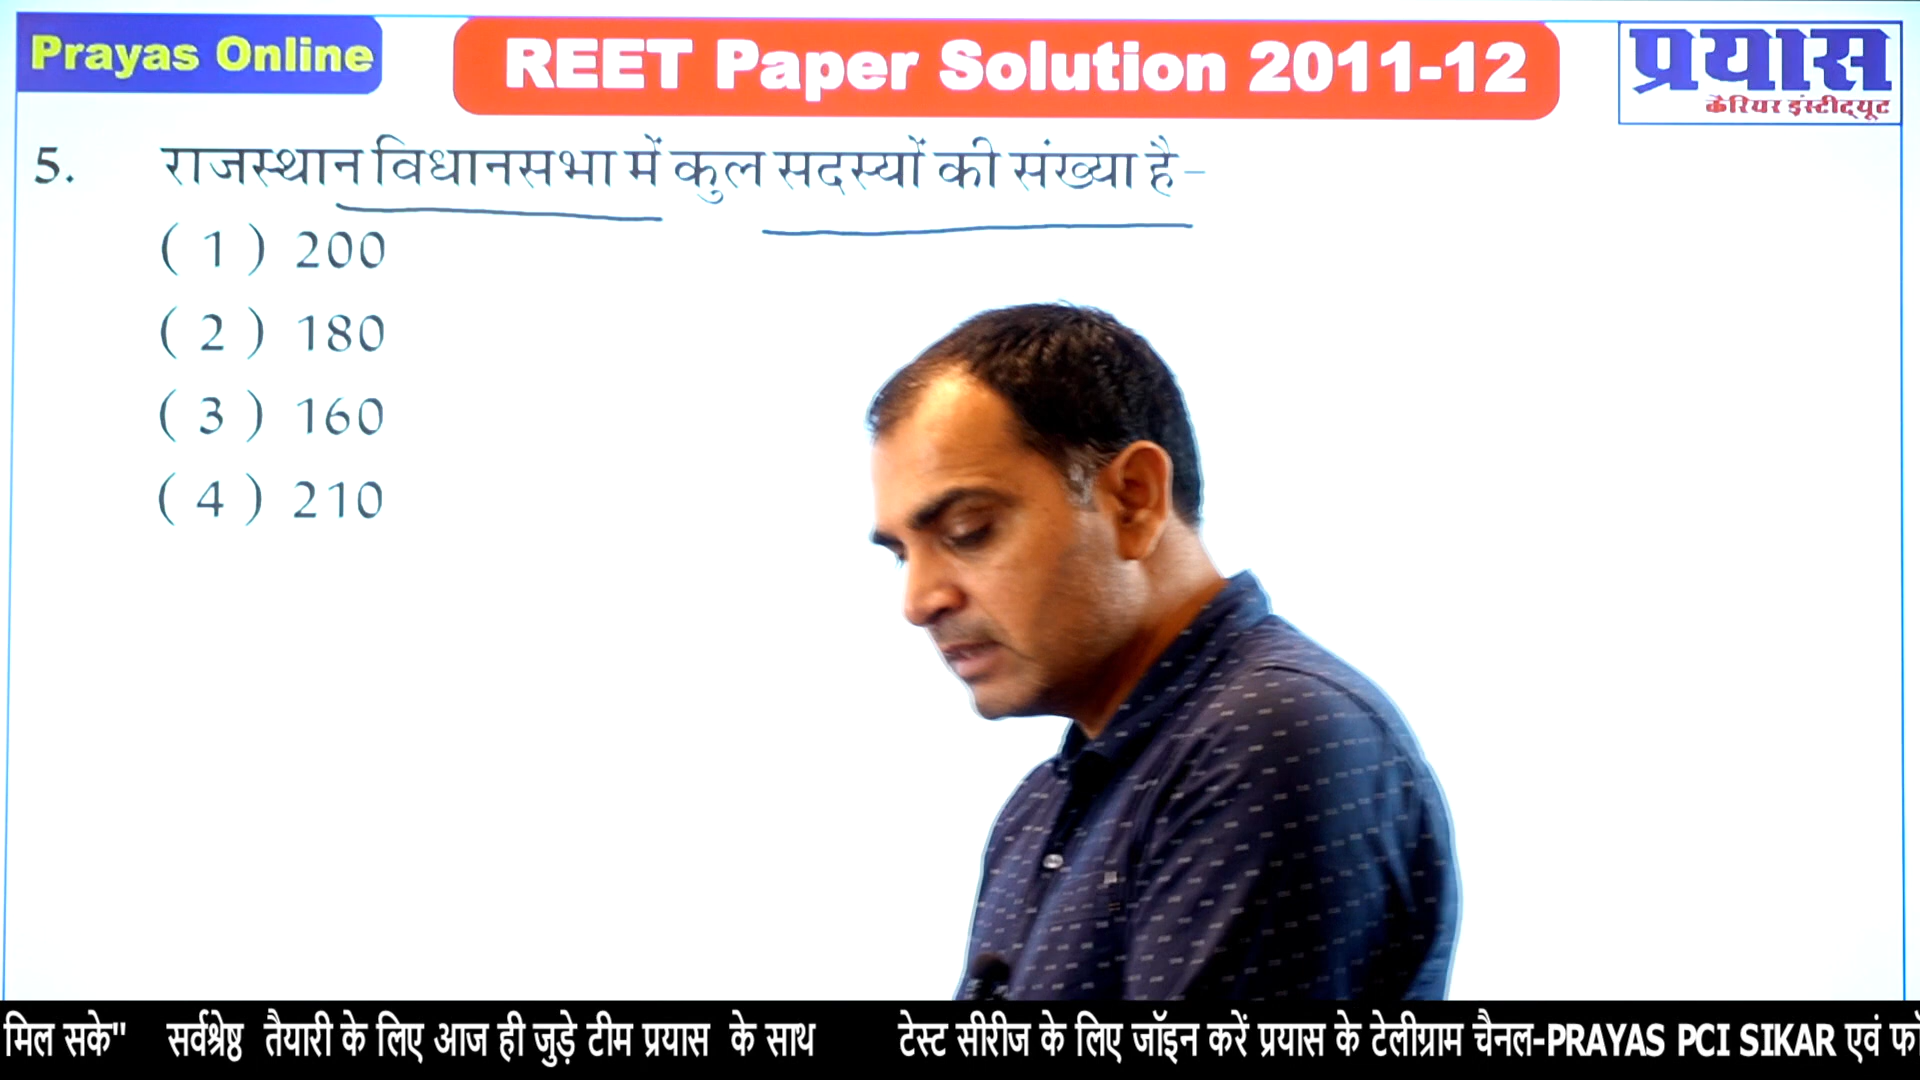 Prayas Online
REET Paper Solution 2011-12
प्रयास
कैरियर इंस्टीट्यूट
5. राजस्थान विधानसभा में कुल सदस्यों की संख्या है-
( 1 ) 200
( 2 ) 180
( 3 ) 160
( 4 ) 210
मिल सके" सर्वश्रेष्ठ तैयारी के लिए आज ही जुड़े टीम प्रयास के साथ टेस्ट सीरीज के लिए जॉइन करें प्रयास के टेलीग्राम चैनल-PRAYAS PCI SIKAR एवं